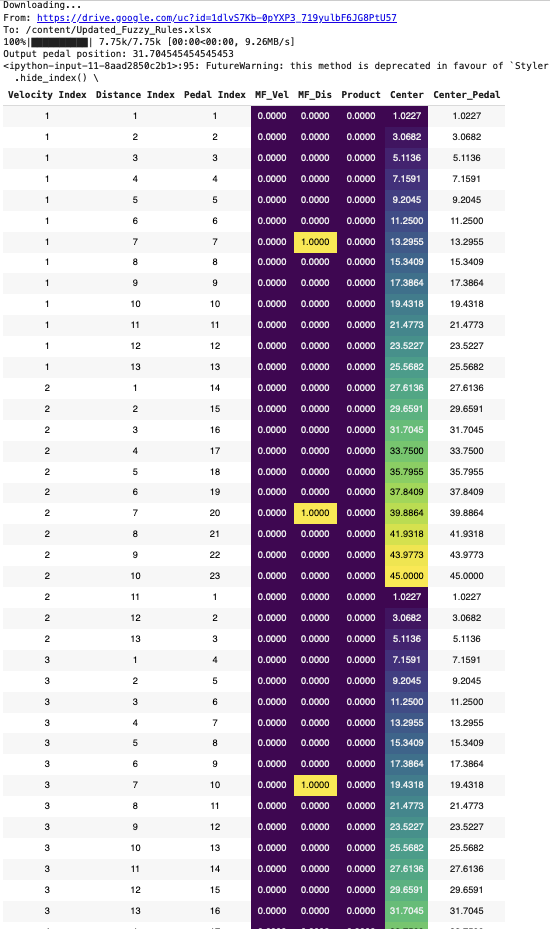 Downloading...
From: https://drive.google.com/uc?id=1dlvS7Kb-0pYXP3_719yulbF6JG8PtU57
To: /content/Updated_Fuzzy_Rules.xlsx
100%|██████████| 7.75k/7.75k [00:00<00:00, 9.26MB/s]
Output pedal position: 31.704545454545453
<ipython-input-11-8aad2850c2b1>:95: FutureWarning: this method is deprecated in favour of `Styler
.hide_index() \
Velocity Index Distance Index Pedal Index MF_Vel MF_Dis Product Center Center_Pedal
1 1 1 0.0000 0.0000 0.0000 1.0227 1.0227
1 2 2 0.0000 0.0000 0.0000 3.0682 3.0682
1 3 3 0.0000 0.0000 0.0000 5.1136 5.1136
1 4 4 0.0000 0.0000 0.0000 7.1591 7.1591
1 5 5 0.0000 0.0000 0.0000 9.2045 9.2045
1 6 6 0.0000 0.0000 0.0000 11.2500 11.2500
1 7 7 0.0000 1.0000 0.0000 13.2955 13.2955
1 8 8 0.0000 0.0000 0.0000 15.3409 15.3409
1 9 9 0.0000 0.0000 0.0000 17.3864 17.3864
1 10 10 0.0000 0.0000 0.0000 19.4318 19.4318
1 11 11 0.0000 0.0000 0.0000 21.4773 21.4773
1 12 12 0.0000 0.0000 0.0000 23.5227 23.5227
1 13 13 0.0000 0.0000 0.0000 25.5682 25.5682
2 1 14 0.0000 0.0000 0.0000 27.6136 27.6136
2 2 15 0.0000 0.0000 0.0000 29.6591 29.6591
2 3 16 0.0000 0.0000 0.0000 31.7045 31.7045
2 4 17 0.0000 0.0000 0.0000 33.7500 33.7500
2 5 18 0.0000 0.0000 0.0000 35.7955 35.7955
2 6 19 0.0000 0.0000 0.0000 37.8409 37.8409
2 7 20 0.0000 1.0000 0.0000 39.8864 39.8864
2 8 21 0.0000 0.0000 0.0000 41.9318 41.9318
2 9 22 0.0000 0.0000 0.0000 43.9773 43.9773
2 10 23 0.0000 0.0000 0.0000 45.0000 45.0000
2 11 1 0.0000 0.0000 0.0000 1.0227 1.0227
2 12 2 0.0000 0.0000 0.0000 3.0682 3.0682
2 13 3 0.0000 0.0000 0.0000 5.1136 5.1136
3 1 4 0.0000 0.0000 0.0000 7.1591 7.1591
3 2 5 0.0000 0.0000 0.0000 9.2045 9.2045
3 3 6 0.0000 0.0000 0.0000 11.2500 11.2500
3 4 7 0.0000 0.0000 0.0000 13.2955 13.2955
3 5 8 0.0000 0.0000 0.0000 15.3409 15.3409
3 6 9 0.0000 0.0000 0.0000 17.3864 17.3864
3 7 10 0.0000 1.0000 0.0000 19.4318 19.4318
3 8 11 0.0000 0.0000 0.0000 21.4773 21.4773
3 9 12 0.0000 0.0000 0.0000 23.5227 23.5227
3 10 13 0.0000 0.0000 0.0000 25.5682 25.5682
3 11 14 0.0000 0.0000 0.0000 27.6136 27.6136
3 12 15 0.0000 0.0000 0.0000 29.6591 29.6591
3 13 16 0.0000 0.0000 0.0000 31.7045 31.7045